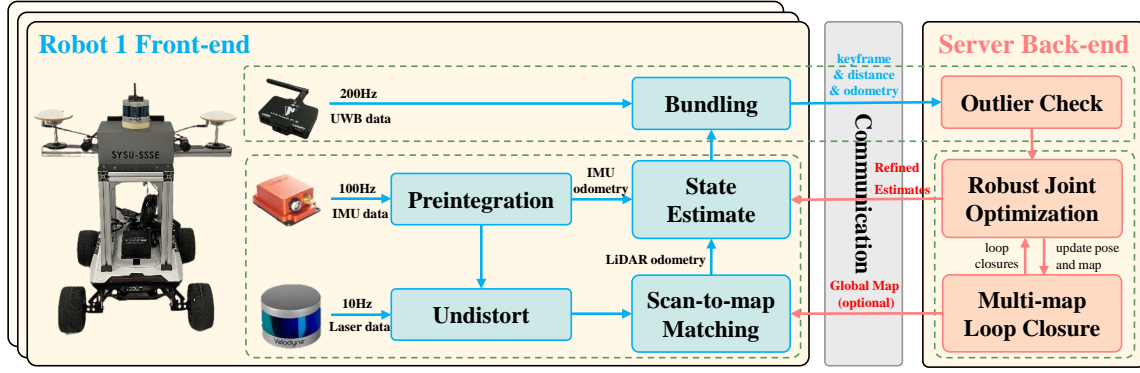 Robot 1 Front-end
SYSU-SSSE
200Hz
UWB data
Bundling
100Hz
IMU data
Preintegration
IMU
odometry
State
Estimate
LiDAR odometry
10Hz
Laser data
Velodyne
Undistort
Scan-to-map
Matching
keyframe
& distance
& odometry
Communication
Refined
Estimates
Global Map
(optional)
Server Back-end
Outlier Check
Robust Joint
Optimization
loop
closures
update pose
and map
Multi-map
Loop Closure